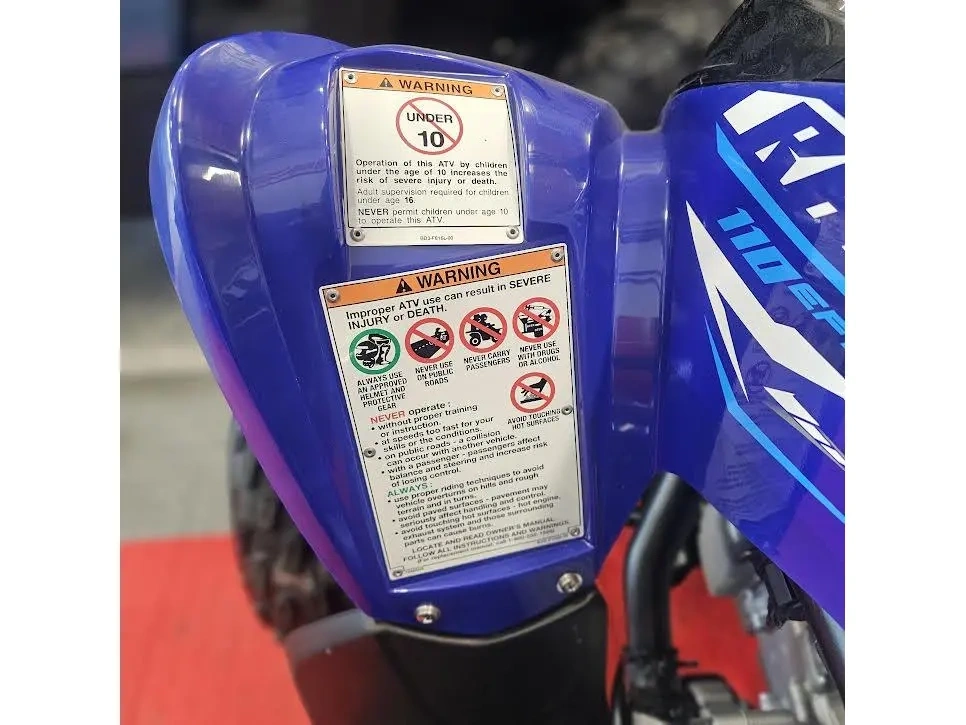 WARNING
UNDER
10
Operation of this ATV by children
under the age of 10 increases the
risk of severe injury or death.
Adult supervision required for children
under age 16.
NEVER permit children under age 10
to operate this ATV.
WARNING
Improper ATV use can result in SEVERE
INJURY or DEATH.
ALWAYS USE
AN APPROVED
HELMET AND
PROTECTIVE
GEAR
NEVER USE
ON PUBLIC
ROADS
NEVER CARRY
PASSENGERS
NEVER USE
WITH DRUGS
OR ALCOHOL
AVOID TOUCHING
HOT SURFACES
NEVER operate :
• without proper training
or instruction.
• at speeds too fast for your
skills or the conditions.
• on public roads - a collision
can occur with another vehicle.
• with a passenger - passengers affect
balance and steering and increase risk
of losing control.
ALWAYS :
• use proper riding techniques to avoid
vehicle overturns on hills and rough
terrain and in turns.
• avoid paved surfaces - pavement may
seriously affect handling and control.
• avoid touching hot surfaces - hot engine,
exhaust system and those surrounding
parts can cause burns.
LOCATE AND READ OWNER'S MANUAL.
FOLLOW ALL INSTRUCTIONS AND WARNINGS.
R
110 EF